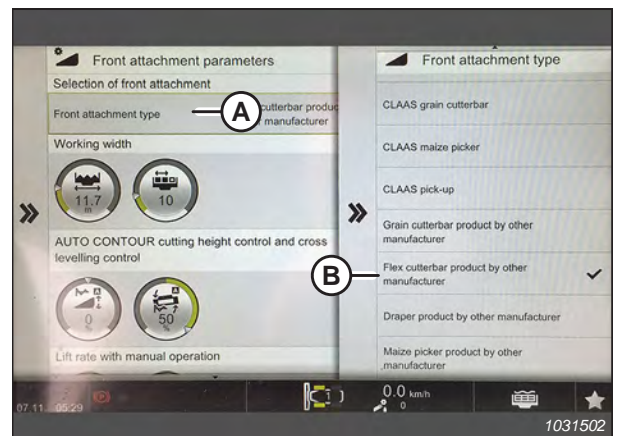 Front attachment parameters
Selection of front attachment
Front attachment type
A
cutterbar produc
manufacturer
Working width
11.7
m
10
AUTO CONTOUR cutting height control and cross
levelling control
0
%
50
%
Lift rate with manual operation
Front attachment type
CLAAS grain cutterbar
CLAAS maize picker
CLAAS pick-up
Grain cutterbar product by other
manufacturer
B
Flex cutterbar product by other
manufacturer
Draper product by other manufacturer
Maize picker product by other
manufacturer
07.11. 05:29
1
0.0 km/h
0
1031502